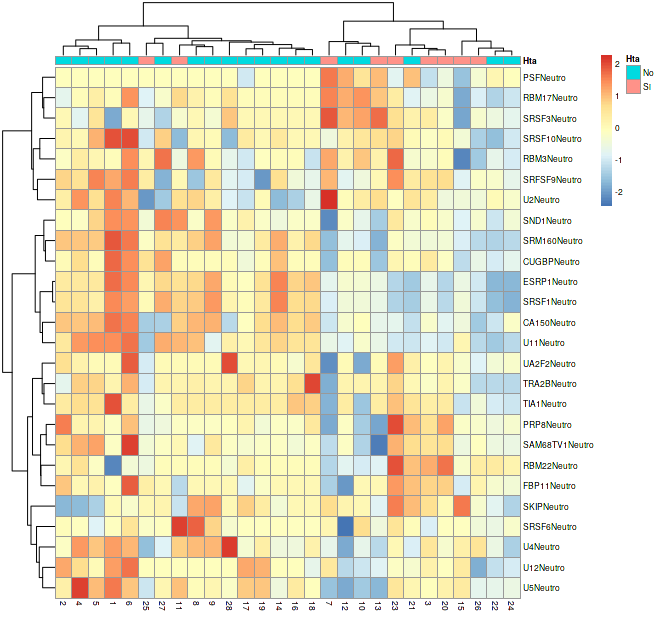 Hta
PSFNeutro
RBM17Neutro
SRSF3Neutro
SRSF10Neutro
RBM3Neutro
SRFSF9Neutro
U2Neutro
SND1Neutro
SRM160Neutro
CUGBPNeutro
ESRP1Neutro
SRSF1Neutro
CA150Neutro
U11Neutro
UA2F2Neutro
TRA2BNeutro
TIA1Neutro
PRP8Neutro
SAM68TV1Neutro
RBM22Neutro
FBP11Neutro
SKIPNeutro
SRSF6Neutro
U4Neutro
U12Neutro
U5Neutro
2 4 5 1 6 25 27 11 8 9 28 17 19 14 16 18 7 12 10 13 23 21 3 20 15 26 22 24
2
1
0
-1
-2
Hta
No
Si